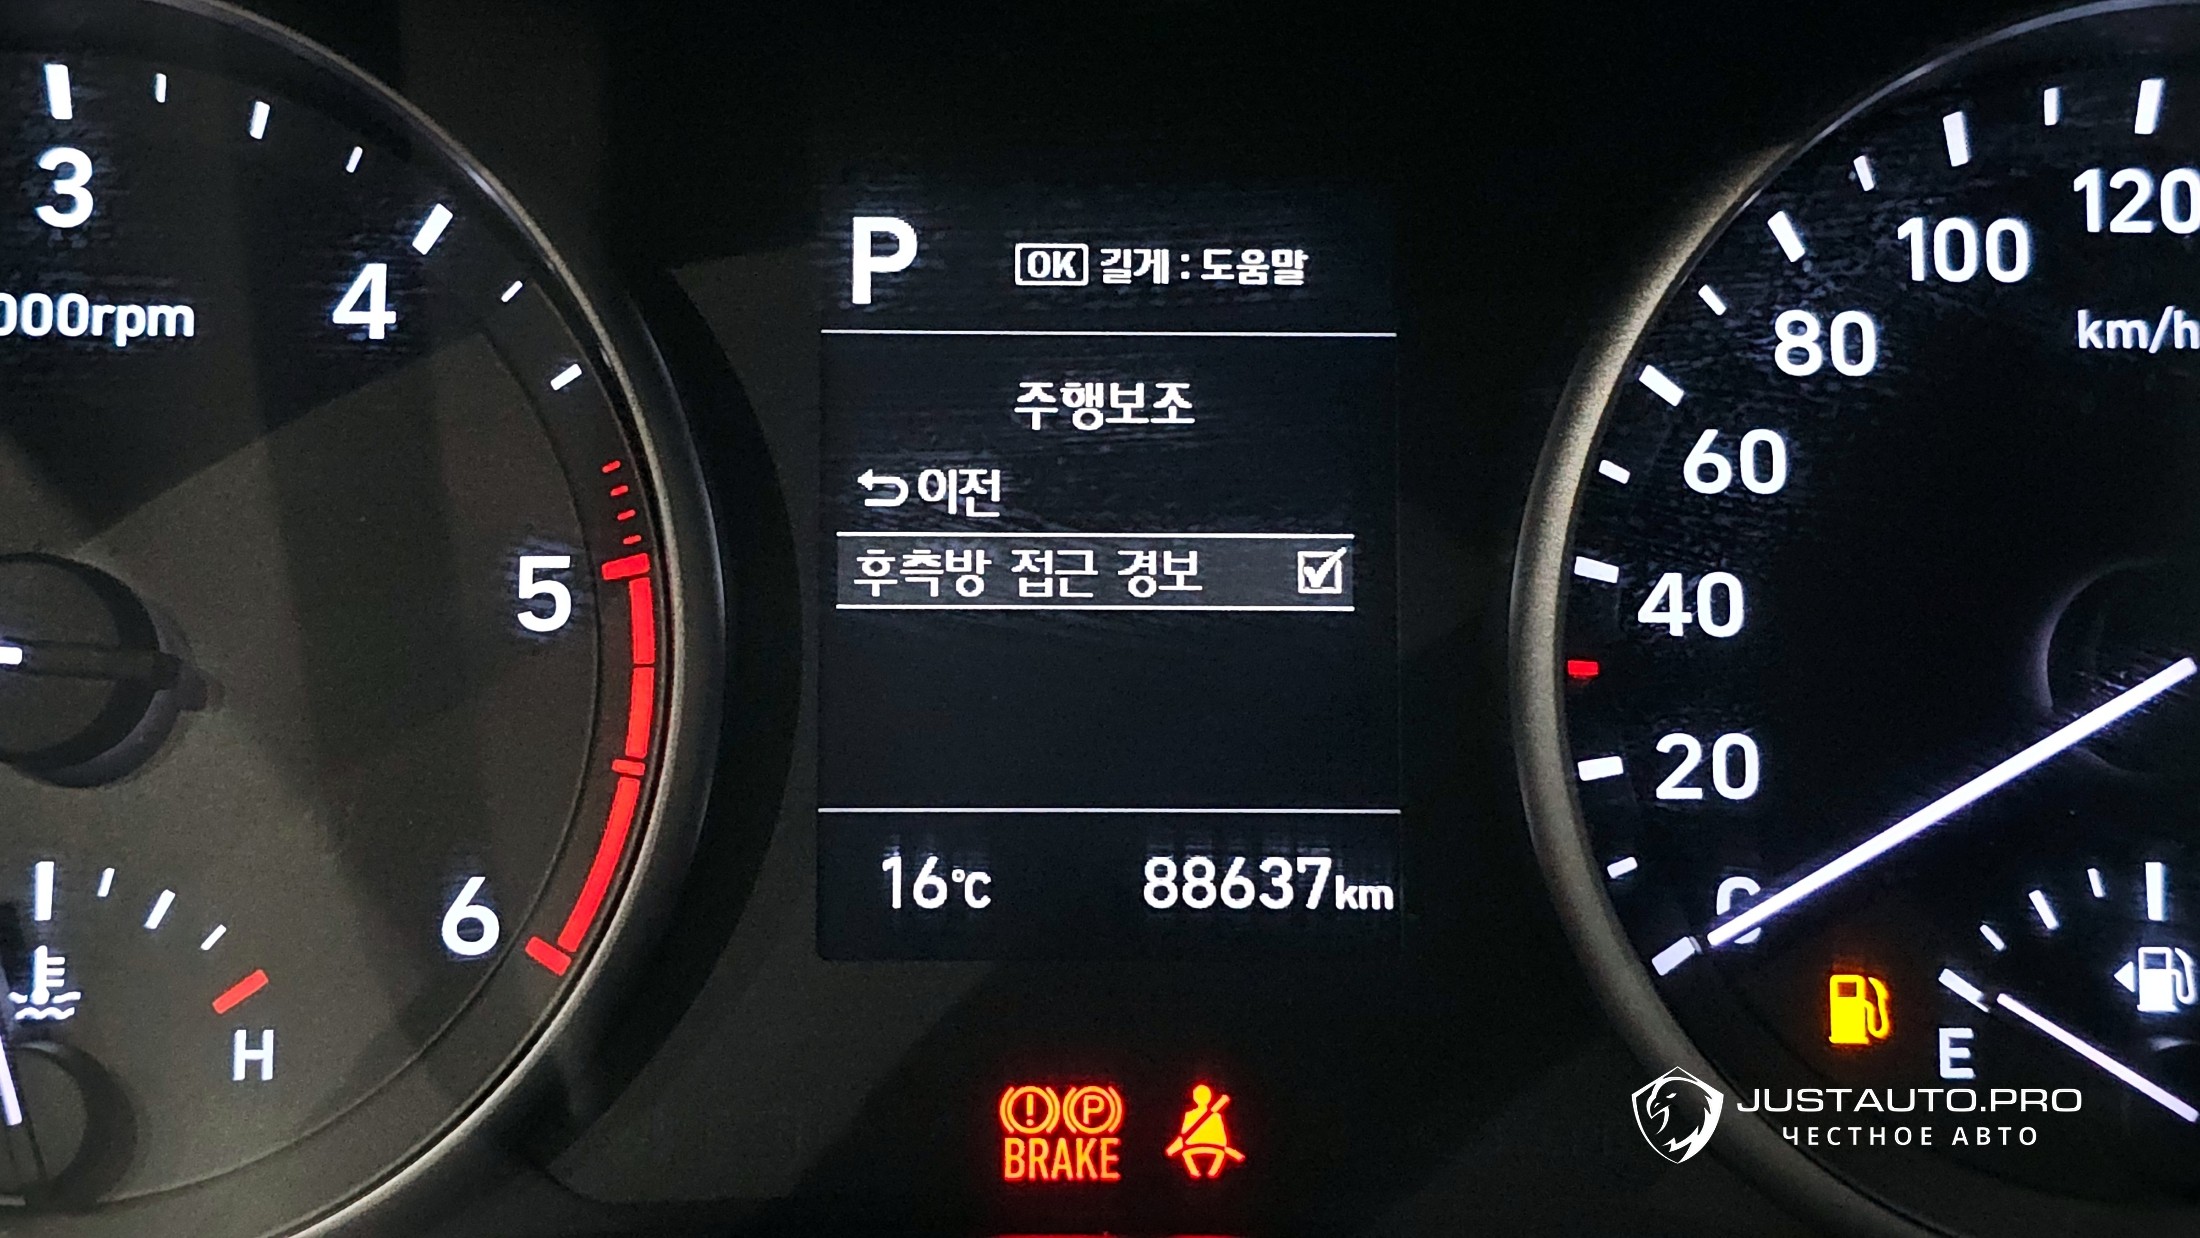 3
4
5
6
000rpm
H
P
OK 길게 : 도움말
주행보조
이전
후측방 접근 경보
16°C 88637km
BRAKE
P
120
100
80
60
40
20
0
km/h
E
JUSTAUTO.PRO
ЧЕСТНОЕ АВТО